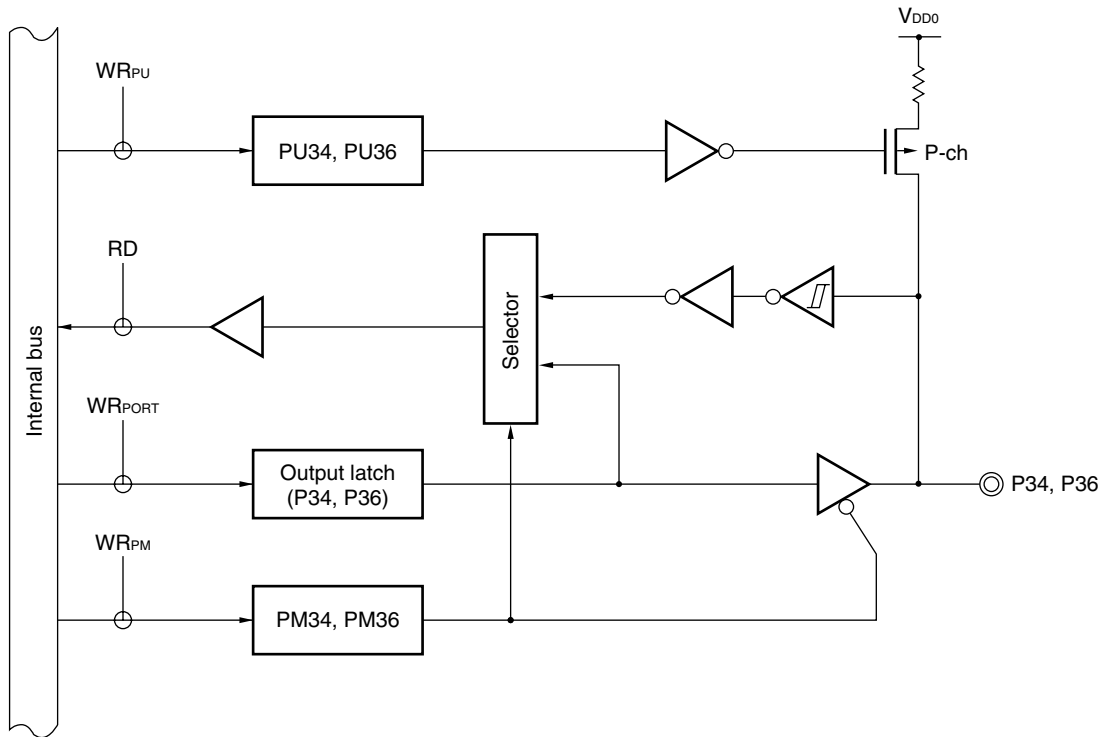 VDD0
WRPU
PU34, PU36
P-ch
RD
Selector
Internal bus
WRPORT
Output latch
(P34, P36)
P34, P36
WRPM
PM34, PM36